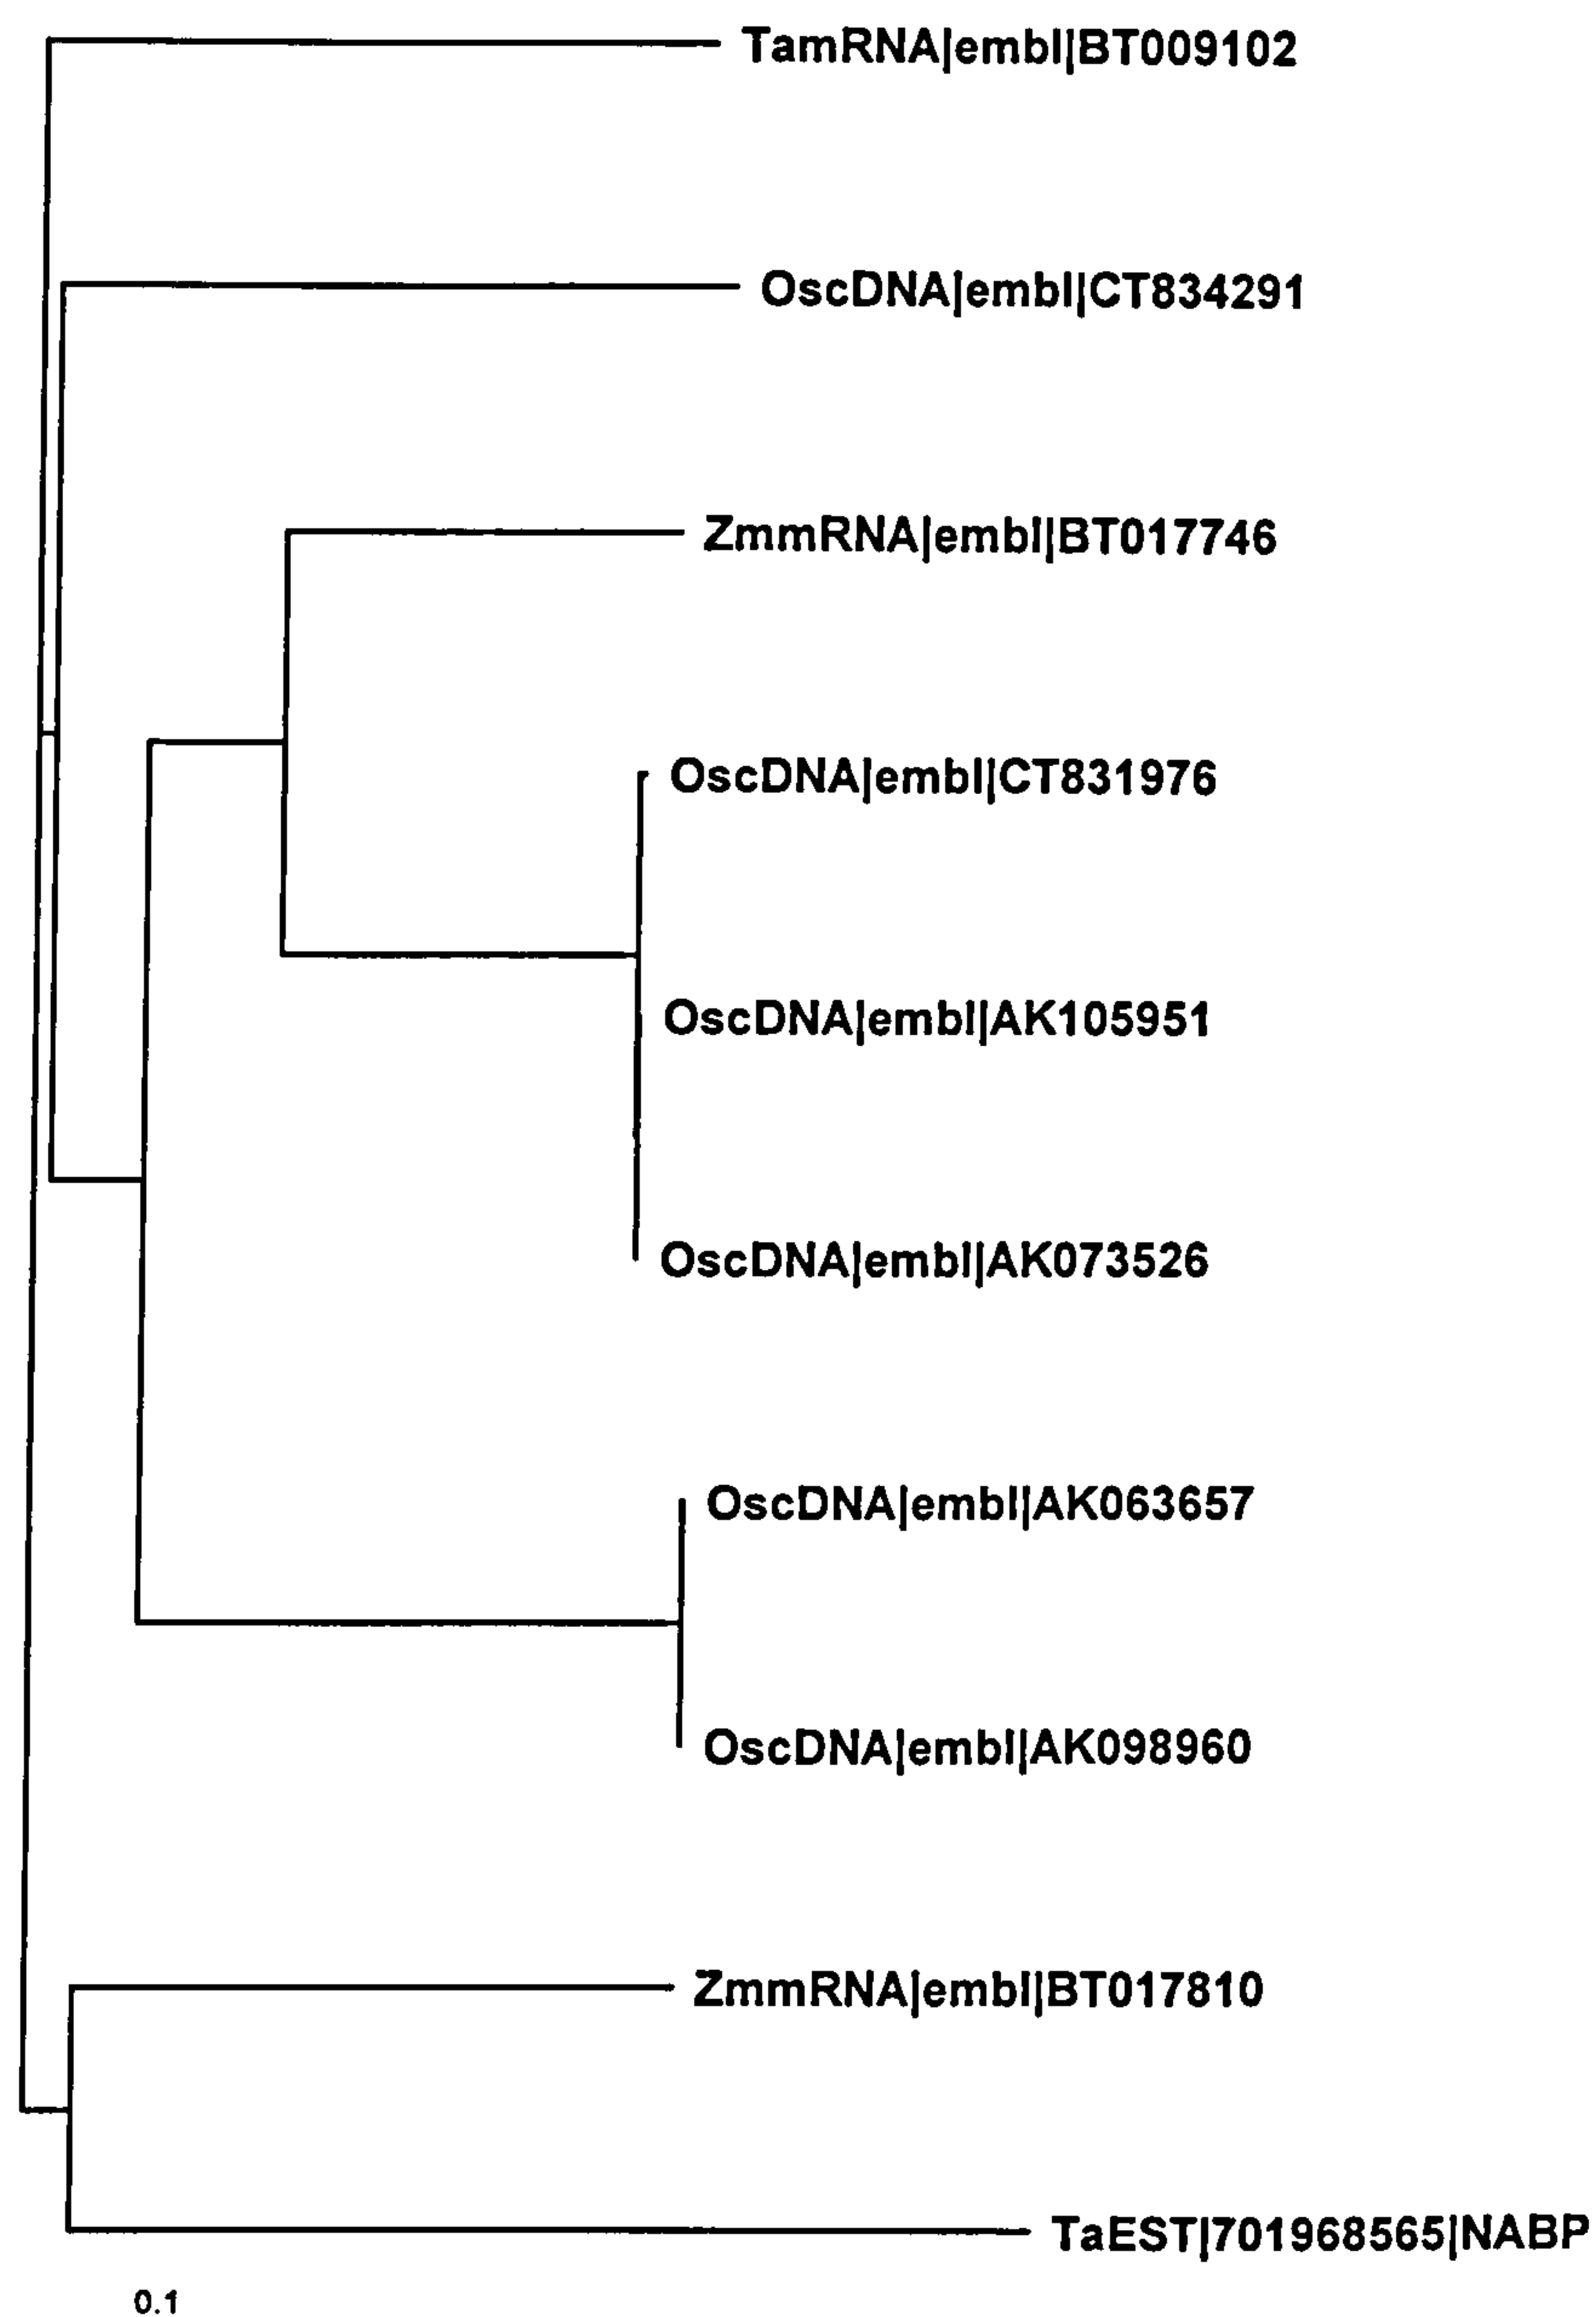 TamRNA|embl|BT009102
OscDNA|embl|CT834291
ZmmRNA|embl|BT017746
OscDNA|embl|CT831976
OscDNA|embl|AK105951
OscDNA|embl|AK073526
OscDNA|embl|AK063657
OscDNA|embl|AK098960
ZmmRNA|embl|BT017810
TaEST|701968565|NABP
0.1